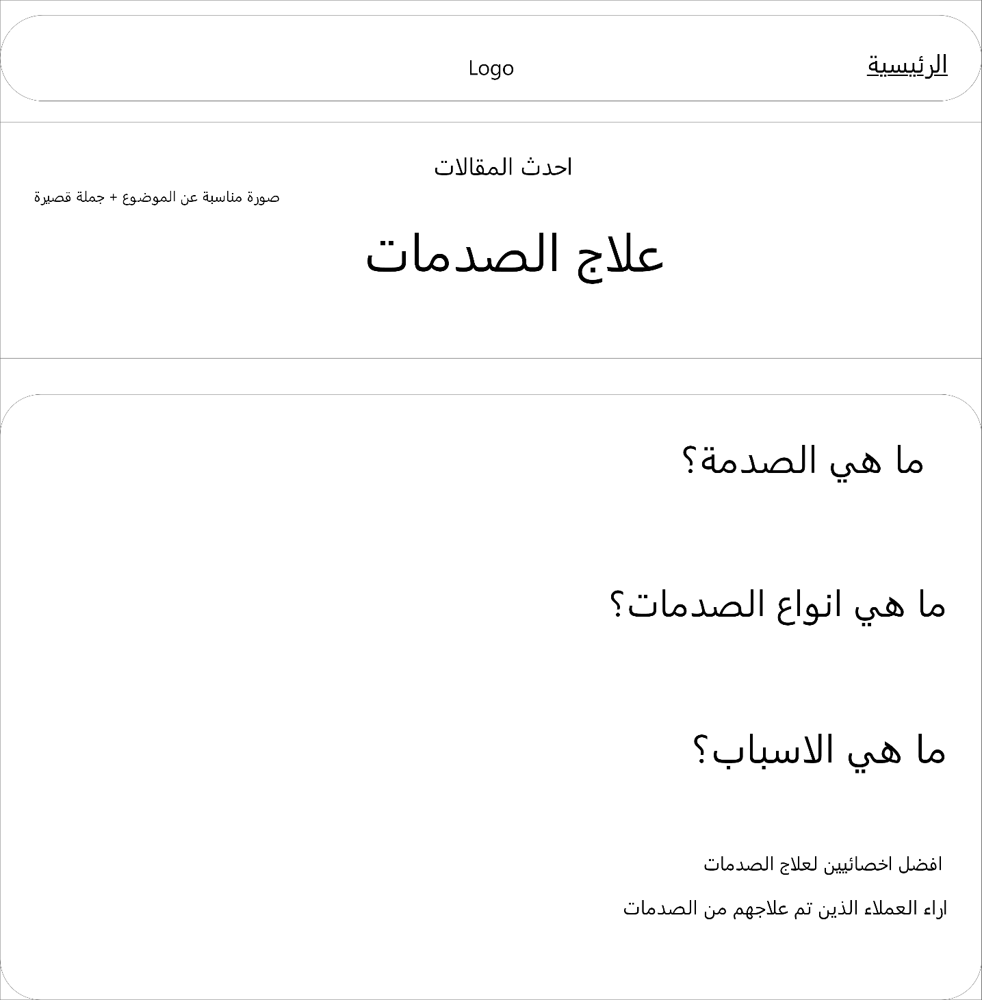 الرئيسية
Logo
احدث المقالات
صورة مناسبة عن الموضوع + جملة قصيرة
علاج الصدمات
ما هي الصدمة؟
ما هي انواع الصدمات؟
ما هي الاسباب؟
افضل اخصائيين لعلاج الصدمات
اراء العملاء الذين تم علاجهم من الصدمات